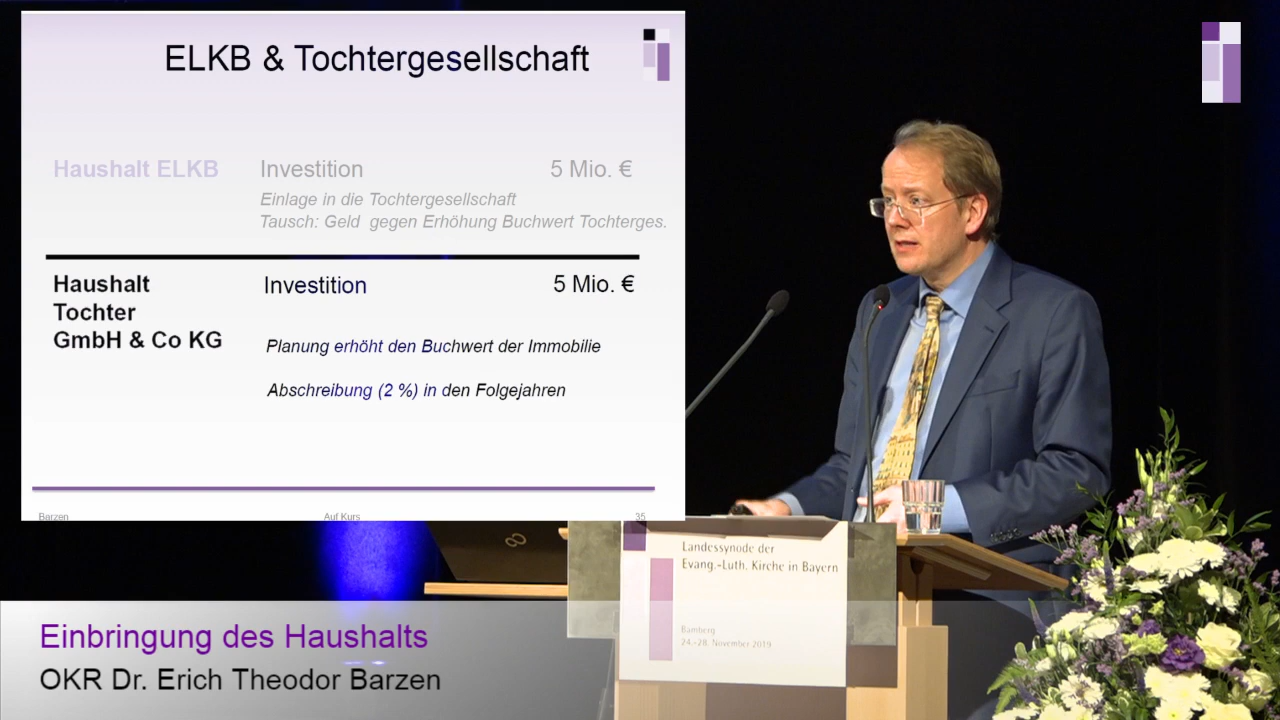 ELKB & Tochtergesellschaft
Haushalt ELKB Investition 5 Mio. €
Einlage in die Tochtergesellschaft
Tausch: Geld gegen Erhöhung Buchwert Tochterges.
Haushalt Investition 5 Mio. €
Tochter
GmbH & Co KG
Planung erhöht den Buchwert der Immobilie
Abschreibung (2 %) in den Folgejahren
Barzen Auf Kurs 35
Landessynode der
Evang.-Luth. Kirche in Bayern
Bamberg
24.-28. November 2019
Einbringung des Haushalts
OKR Dr. Erich Theodor Barzen